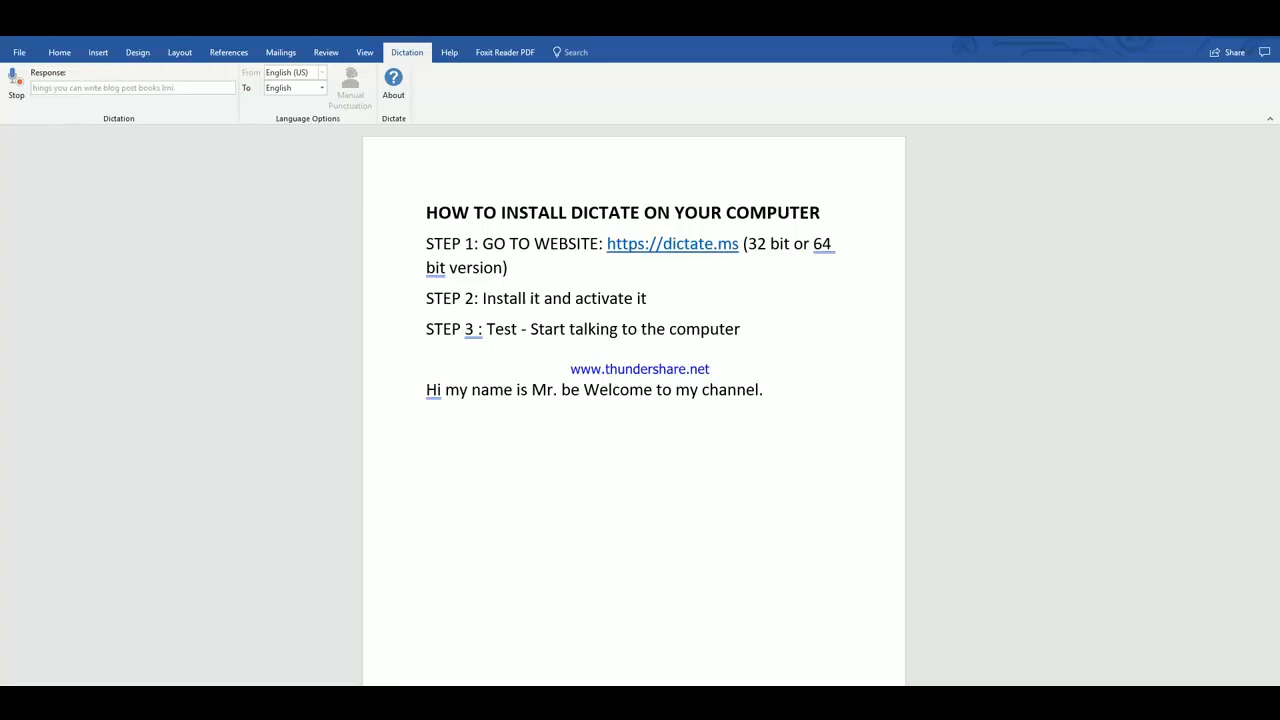 File Home Insert Design Layout References Mailings Review View Dictation Help Foxit Reader PDF Search Share
Response: From English (US)
hings you can write blog post books lmi To English
Stop Manual Punctuation About
Dictation Language Options Dictate
HOW TO INSTALL DICTATE ON YOUR COMPUTER
STEP 1: GO TO WEBSITE: https://dictate.ms (32 bit or 64
bit version)
STEP 2: Install it and activate it
STEP 3 : Test - Start talking to the computer
www.thundershare.net
Hi my name is Mr. be Welcome to my channel.